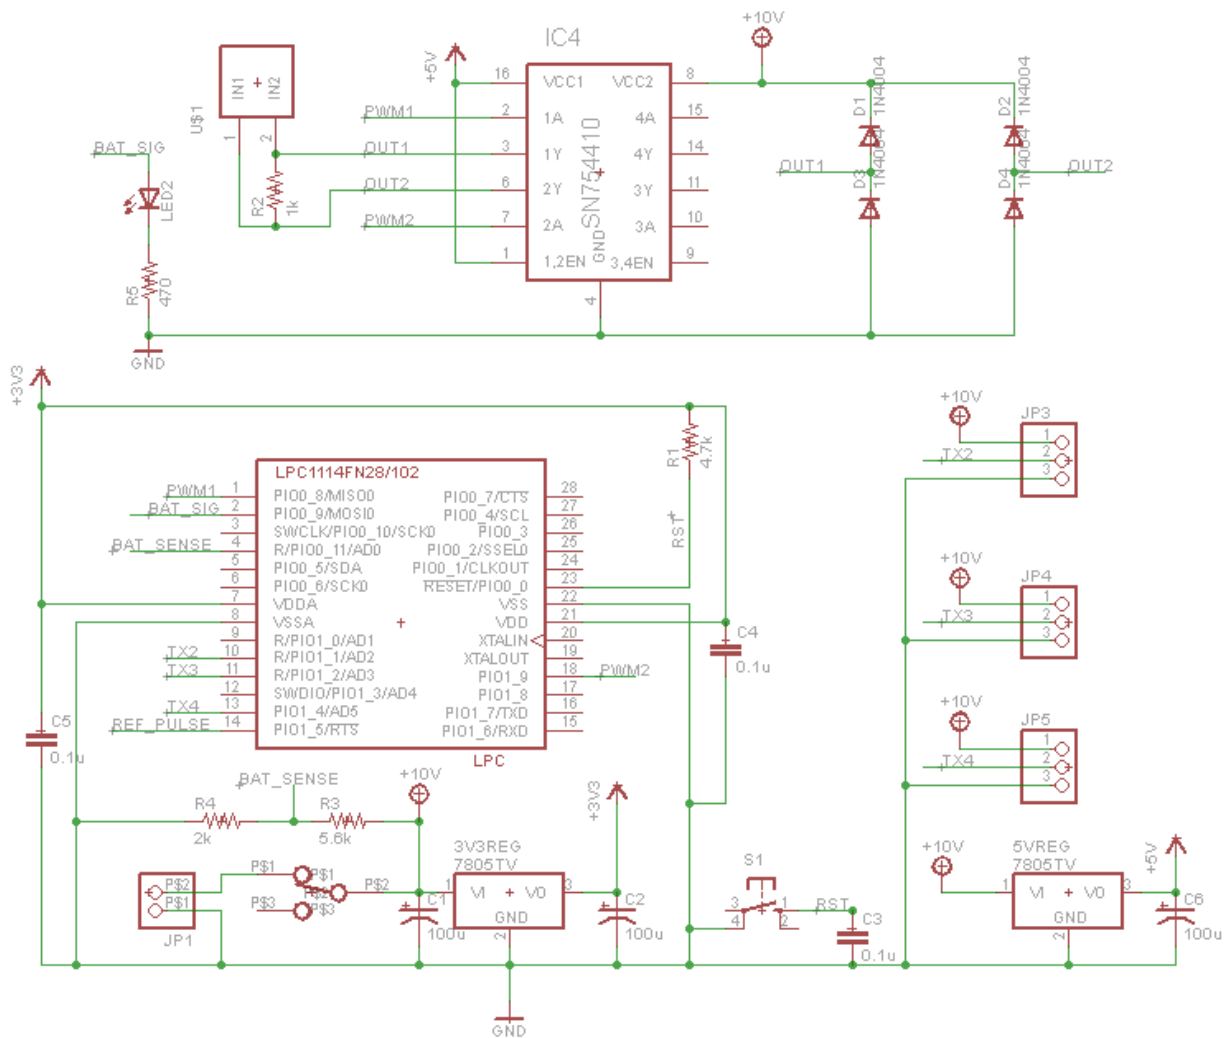 IC4
+10V
+5V
IN1
IN2
U$1
1
2
16
VCC1
VCC2
8
PWM1
2
1A
4A
15
OUT1
3
1Y
4Y
14
OUT2
6
2Y
3Y
11
PWM2
7
2A
3A
10
1
1,2EN
3,4EN
9
SN754410
GND
4
R2
1k
BAT_SIG
LED2
R5
470
GND
D1
1N4004
D2
1N4004
OUT1
OUT2
D3
1N4004
D4
1N4004
+3V3
LPC1114FN28/102
PWM1
1
PIO0_8/MISO0
PIO0_7/CTS
28
BAT_SIG
2
PIO0_9/MOSI0
PIO0_4/SCL
27
3
SWCLK/PIO0_10/SCK0
PIO0_3
26
BAT_SENSE
4
R/PIO0_11/AD0
PIO0_2/SSEL0
25
5
PIO0_5/SDA
PIO0_1/CLKOUT
24
6
PIO0_6/SCK0
RESET/PIO0_0
23
7
VDDA
VSS
22
8
VSSA
VDD
21
9
R/PIO1_0/AD1
XTALIN
20
TX2
10
R/PIO1_1/AD2
XTALOUT
19
TX3
11
R/PIO1_2/AD3
PIO1_9
18
PWM2
12
SWDIO/PIO1_3/AD4
PIO1_8
17
TX4
13
PIO1_4/AD5
PIO1_7/TXD
16
REF_PULSE
14
PIO1_5/RTS
PIO1_6/RXD
15
LPC
R1
4.7k
RST
C4
0.1u
C5
0.1u
+10V
JP3
1
TX2
2
3
+10V
JP4
1
TX3
2
3
+10V
JP5
1
TX4
2
3
BAT_SENSE
+10V
R4
2k
R3
5.6k
+3V3
3V3REG
7805TV
1
VI
VO
3
GND
2
P$2
P$1
JP1
P$1
P$1
P$2
P$2
P$3
P$3
C1
100u
C2
100u
S1
3
4
1
2
RST
C3
0.1u
+10V
5VREG
7805TV
1
VI
VO
3
GND
2
+5V
C6
100u
GND